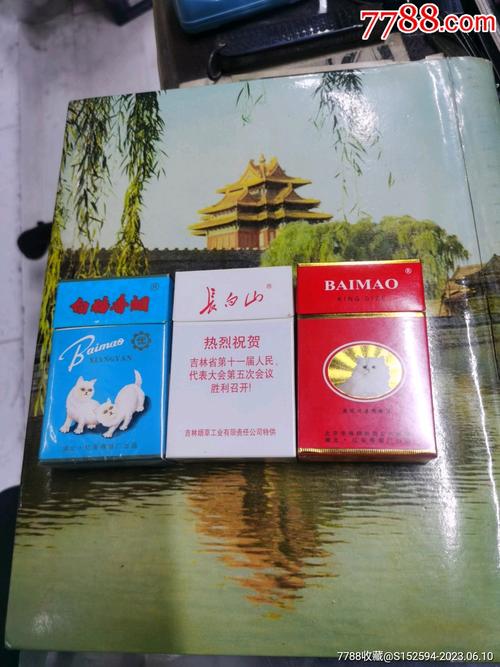 7788.com
白猫香烟®
Baimao
XIANGYAN
长白山®
热烈祝贺
吉林省第十一届人民
代表大会第五次会议
胜利召开!
吉林烟草工业有限责任公司特供
BAIMAO®
KING SIZE
7788收藏@S152594-2023.06.10